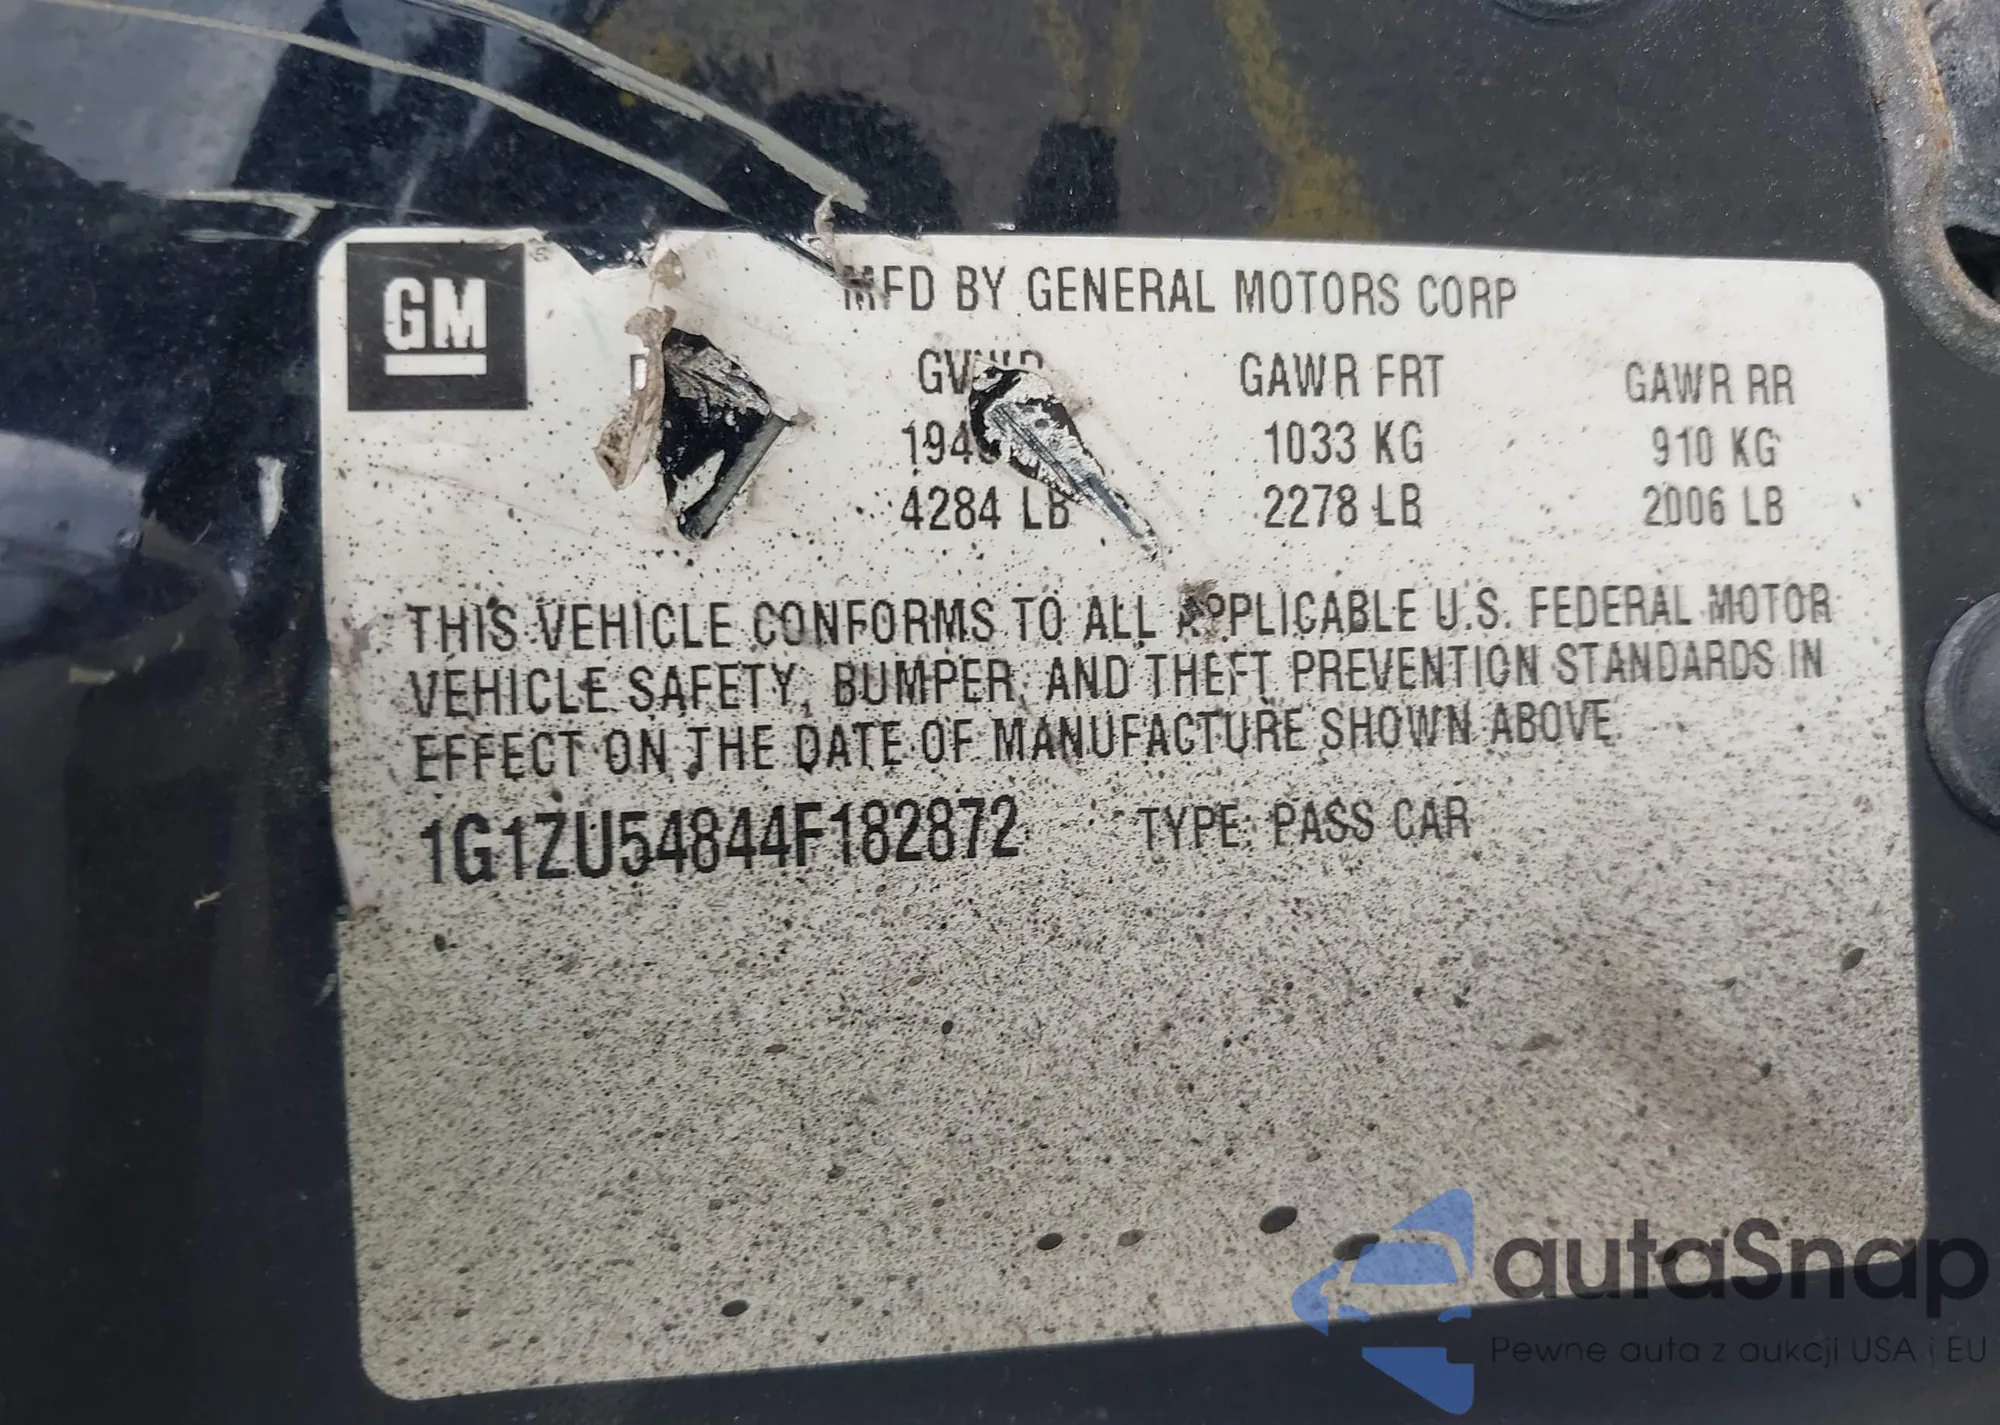 GM
MFD BY GENERAL MOTORS CORP
GVWR GAWR FRT GAWR RR
1033 KG 910 KG
4284 LB 2278 LB 2006 LB
THIS VEHICLE CONFORMS TO ALL APPLICABLE U.S. FEDERAL MOTOR
VEHICLE SAFETY, BUMPER, AND THEFT PREVENTION STANDARDS IN
EFFECT ON THE DATE OF MANUFACTURE SHOWN ABOVE.
1G1ZU54844F182872 TYPE: PASS CAR
autaSnap
Pewne auta z aukcji USA i EU